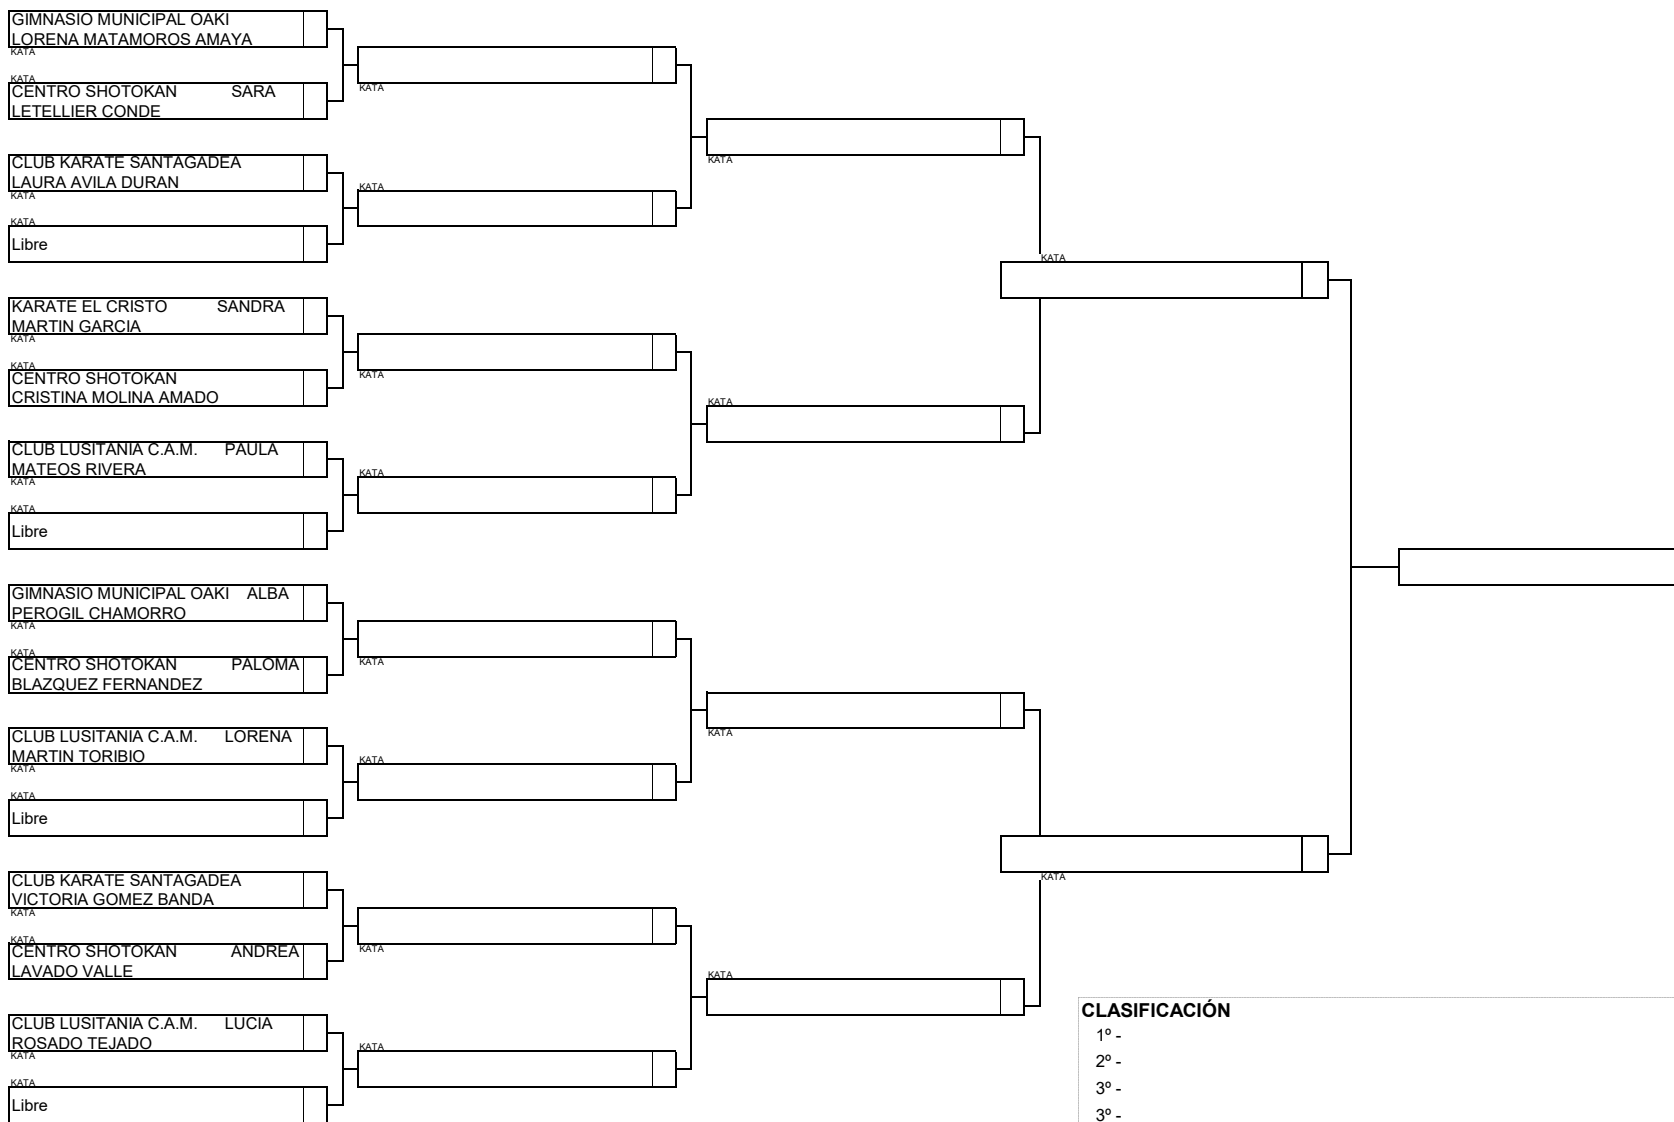 GIMNASIO MUNICIPAL OAKI
LORENA MATAMOROS AMAYA
KATA
KATA
CENTRO SHOTOKAN SARA
LETELLIER CONDE
CLUB KARATE SANTAGADEA
LAURA AVILA DURAN
KATA
KATA
Libre
KARATE EL CRISTO SANDRA
MARTIN GARCIA
KATA
KATA
CENTRO SHOTOKAN
CRISTINA MOLINA AMADO
CLUB LUSITANIA C.A.M. PAULA
MATEOS RIVERA
KATA
KATA
Libre
GIMNASIO MUNICIPAL OAKI ALBA
PEROGIL CHAMORRO
KATA
KATA
CENTRO SHOTOKAN PALOMA
BLAZQUEZ FERNANDEZ
CLUB LUSITANIA C.A.M. LORENA
MARTIN TORIBIO
KATA
KATA
Libre
CLUB KARATE SANTAGADEA
VICTORIA GOMEZ BANDA
KATA
KATA
CENTRO SHOTOKAN ANDREA
LAVADO VALLE
CLUB LUSITANIA C.A.M. LUCIA
ROSADO TEJADO
KATA
KATA
Libre
KATA
KATA
KATA
KATA
KATA
KATA
KATA
KATA
KATA
KATA
KATA
KATA
KATA
KATA
CLASIFICACIÓN
1º -
2º -
3º -
3º -